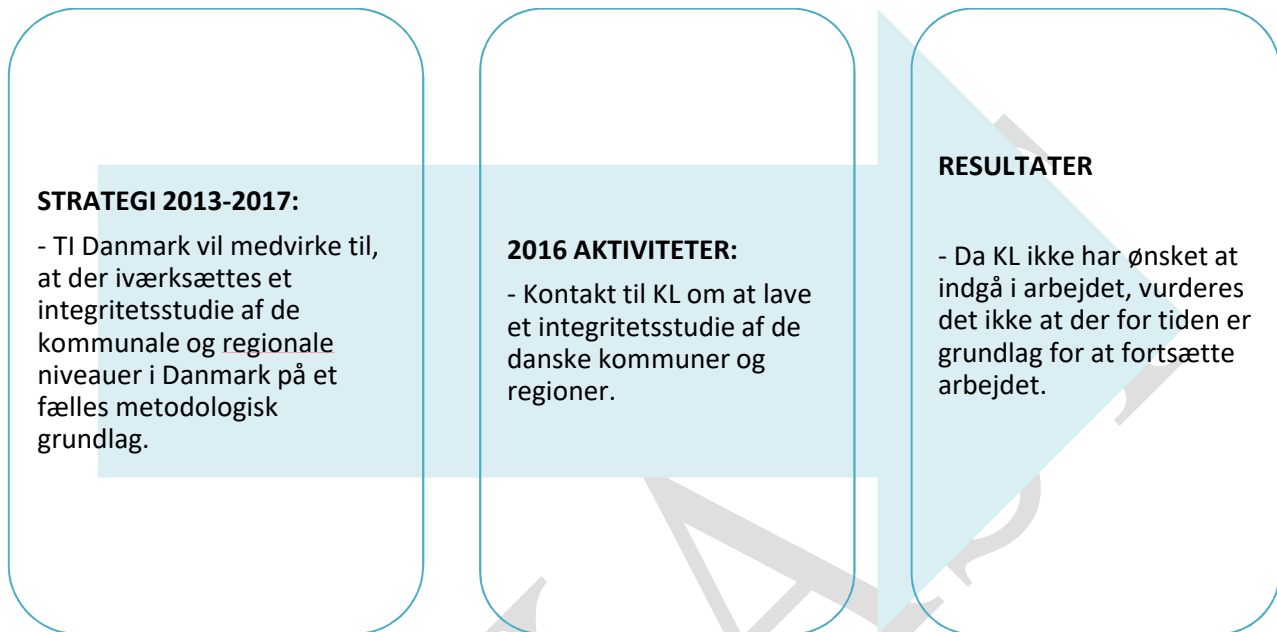 STRATEGI 2013-2017:
- TI Danmark vil medvirke til,
at der iværksættes et
integritetsstudie af de
kommunale og regionale
niveauer i Danmark på et
fælles metodologisk
grundlag.
2016 AKTIVITETER:
- Kontakt til KL om at lave
et integritetsstudie af de
danske kommuner og
regioner.
RESULTATER
- Da KL ikke har ønsket at
indgå i arbejdet, vurderes
det ikke at der for tiden er
grundlag for at fortsætte
arbejdet.